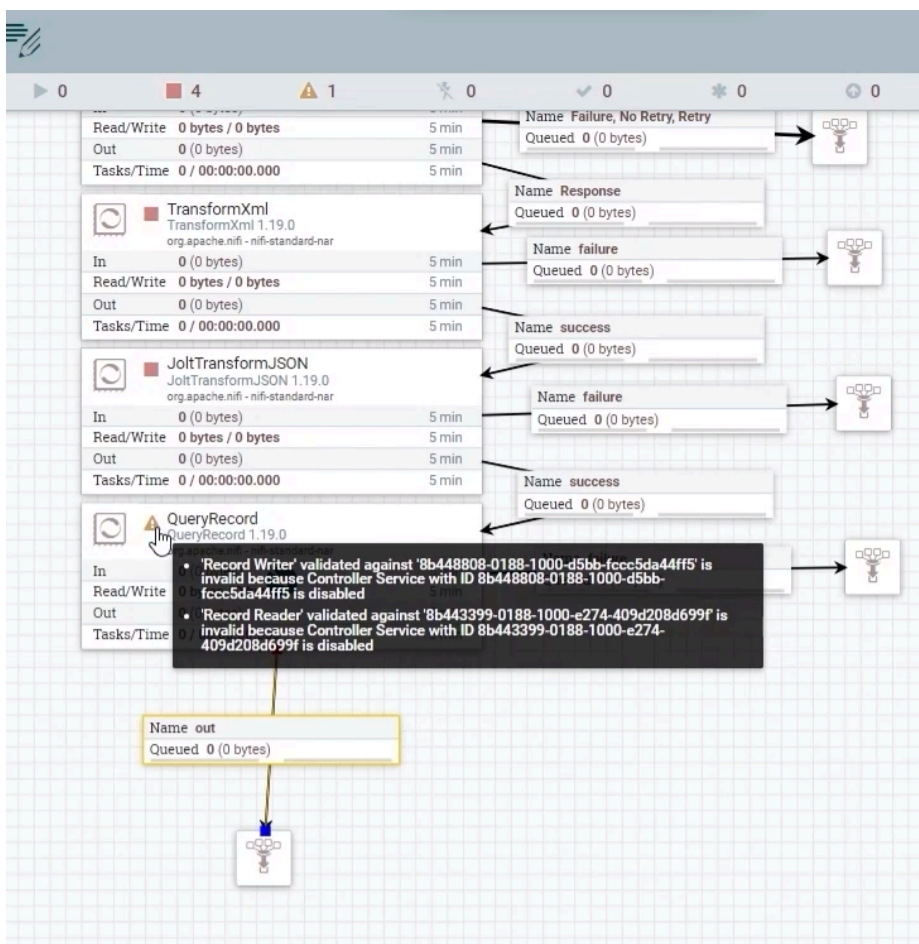 0 4 1 0 0 0 0
Read/Write 0 bytes / 0 bytes 5 min
Out 0 (0 bytes) 5 min
Tasks/Time 0 / 00:00:00.000 5 min
Name Failure, No Retry, Retry
Queued 0 (0 bytes)
Name Response
Queued 0 (0 bytes)
TransformXml
TransformXml 1.19.0
org.apache.nifi - nifi-standard-nar
In 0 (0 bytes) 5 min
Read/Write 0 bytes / 0 bytes 5 min
Out 0 (0 bytes) 5 min
Tasks/Time 0 / 00:00:00.000 5 min
Name failure
Queued 0 (0 bytes)
Name success
Queued 0 (0 bytes)
JoltTransformJSON
JoltTransformJSON 1.19.0
org.apache.nifi - nifi-standard-nar
In 0 (0 bytes) 5 min
Read/Write 0 bytes / 0 bytes 5 min
Out 0 (0 bytes) 5 min
Tasks/Time 0 / 00:00:00.000 5 min
Name failure
Queued 0 (0 bytes)
Name success
Queued 0 (0 bytes)
QueryRecord
QueryRecord 1.19.0
In
Read/Write
Out
Tasks/Time
'Record Writer' validated against '8b448808-0188-1000-d5bb-fccc5da44ff5' is
invalid because Controller Service with ID 8b448808-0188-1000-d5bb-
fccc5da44ff5 is disabled
'Record Reader' validated against '8b443399-0188-1000-e274-409d208d699f' is
invalid because Controller Service with ID 8b443399-0188-1000-e274-
409d208d699f is disabled
Name out
Queued 0 (0 bytes)